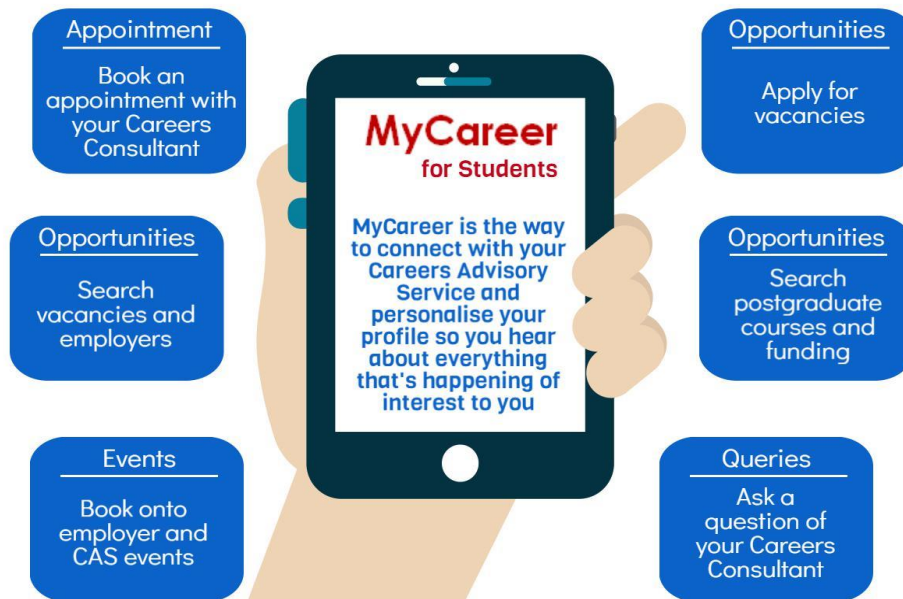 Appointment
Book an
appointment with
your Careers
Consultant
Opportunities
Search
vacancies and
employers
Events
Book onto
employer and
CAS events
MyCareer
for Students
MyCareer is the way
to connect with your
Careers Advisory
Service and
personalise your
profile so you hear
about everything
that's happening of
interest to you
Opportunities
Apply for
vacancies
Opportunities
Search
postgraduate
courses and
funding
Queries
Ask a
question of
your Careers
Consultant